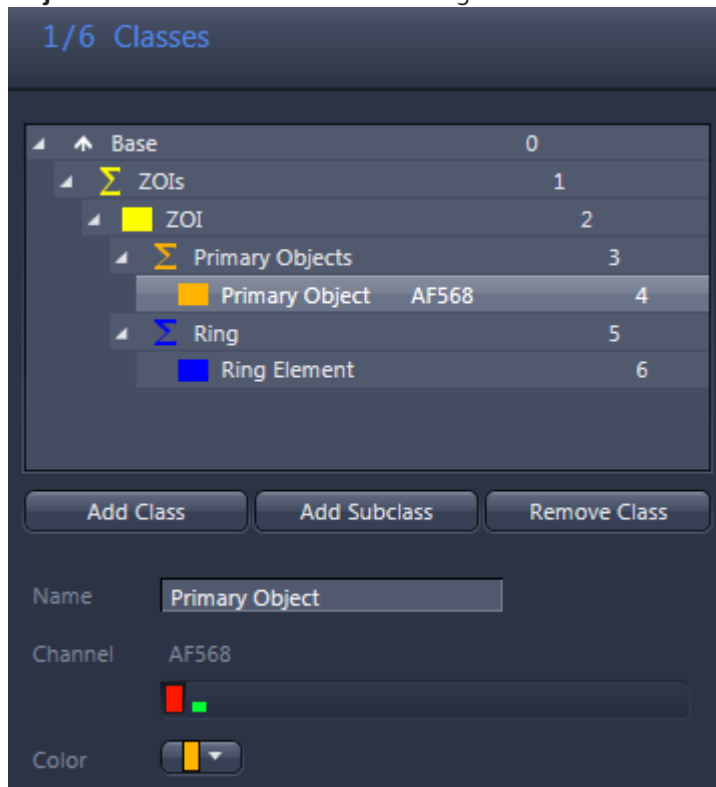 1/6 Classes
Base 0
ZOIs 1
ZOI 2
Primary Objects 3
Primary Object AF568 4
Ring 5
Ring Element 6
Add Class Add Subclass Remove Class
Name Primary Object
Channel AF568
Color